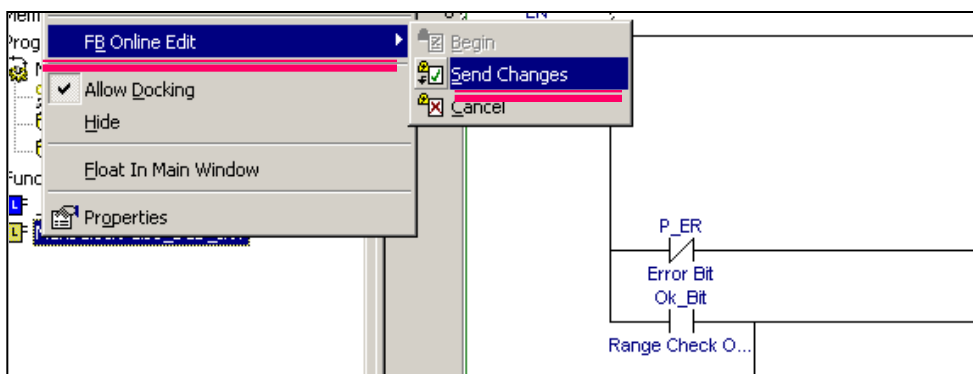 FB Online Edit
Begin
Send Changes
Cancel
Allow Docking
Hide
Float In Main Window
Properties
P_ER
Error Bit
Ok_Bit
Range Check O...